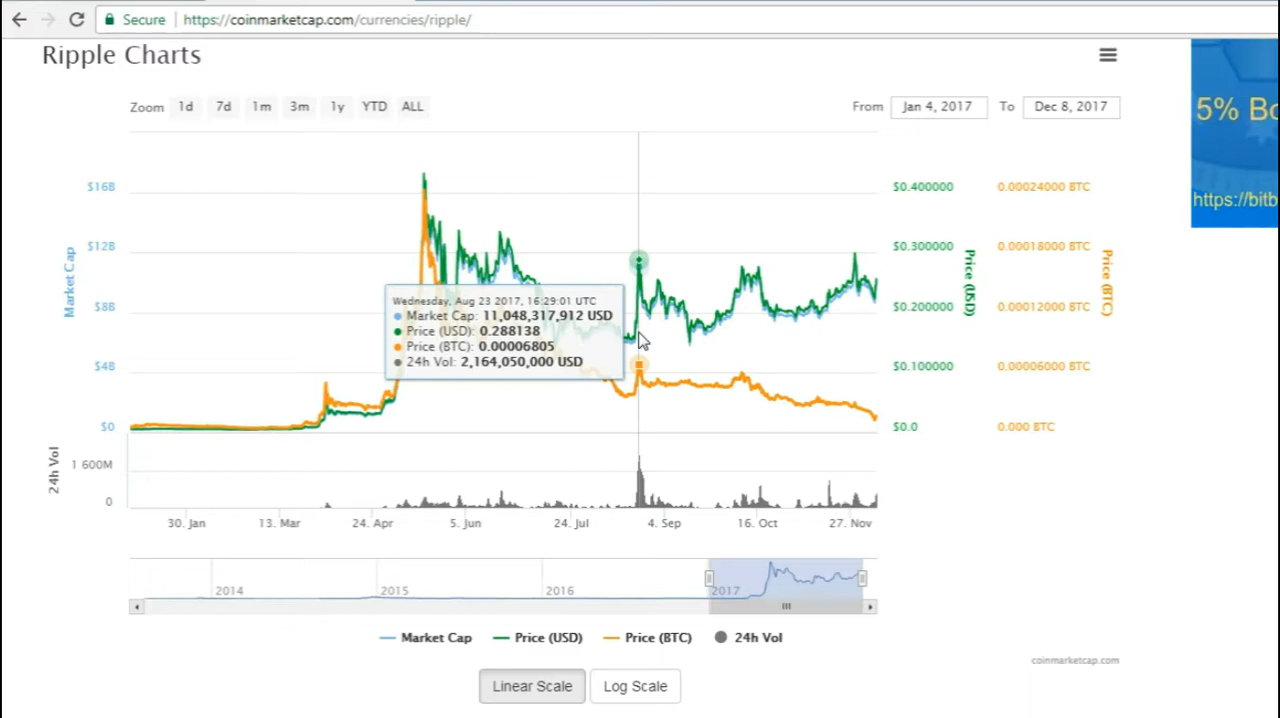 Secure | https://coinmarketcap.com/currencies/ripple/
Ripple Charts
Zoom 1d 7d 1m 3m 1y YTD ALL
From Jan 4, 2017 To Dec 8, 2017
5% Bo
https://bitb
$16B
$12B
$8B
$4B
$0
Market Cap
$0.400000
$0.300000
$0.200000
$0.100000
$0.0
Price (USD)
0.00024000 BTC
0.00018000 BTC
0.00012000 BTC
0.00006000 BTC
0.000 BTC
Price (BTC)
Wednesday, Aug 23 2017, 16:29:01 UTC
Market Cap: 11,048,317,912 USD
Price (USD): 0.288138
Price (BTC): 0.00006805
24h Vol: 2,164,050,000 USD
24h Vol
1 600M
0
30. Jan 13. Mar 24. Apr 5. Jun 24. Jul 4. Sep 16. Oct 27. Nov
2014 2015 2016 2017
Market Cap Price (USD) Price (BTC) 24h Vol
coinmarketcap.com
Linear Scale Log Scale